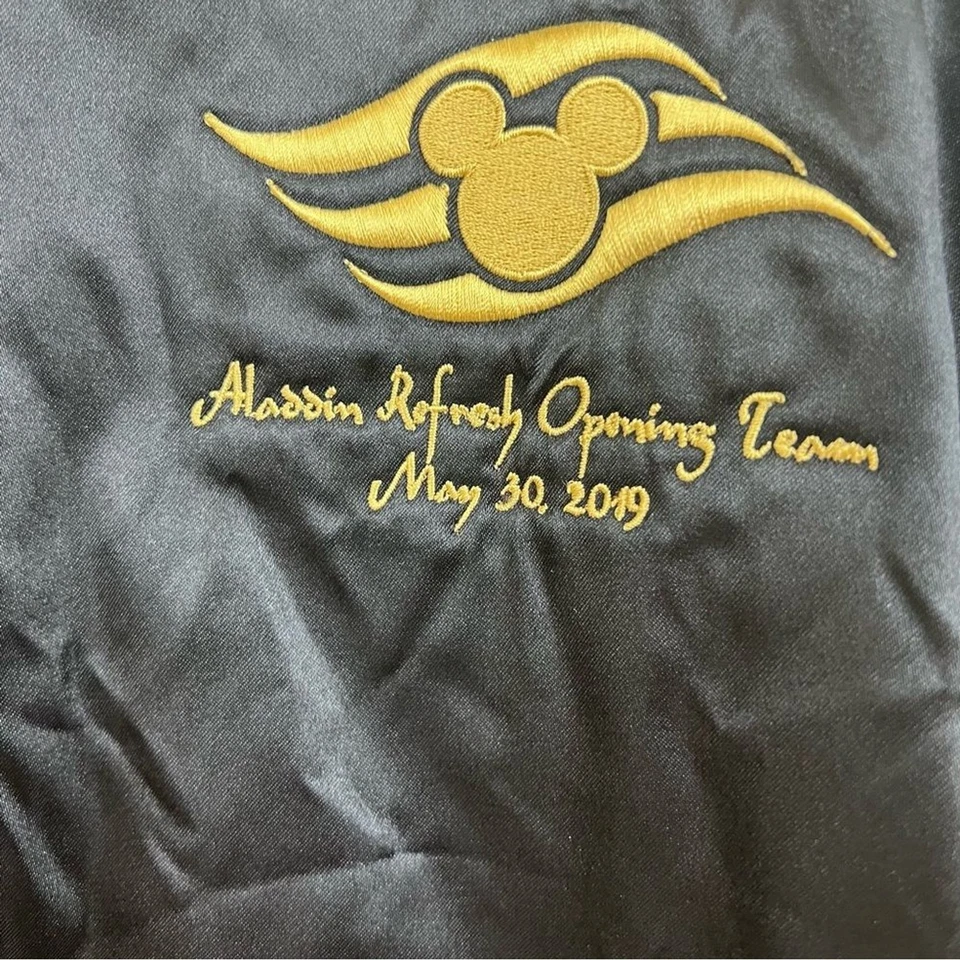 Aladdin Refresh Opening Team
May 30, 2019